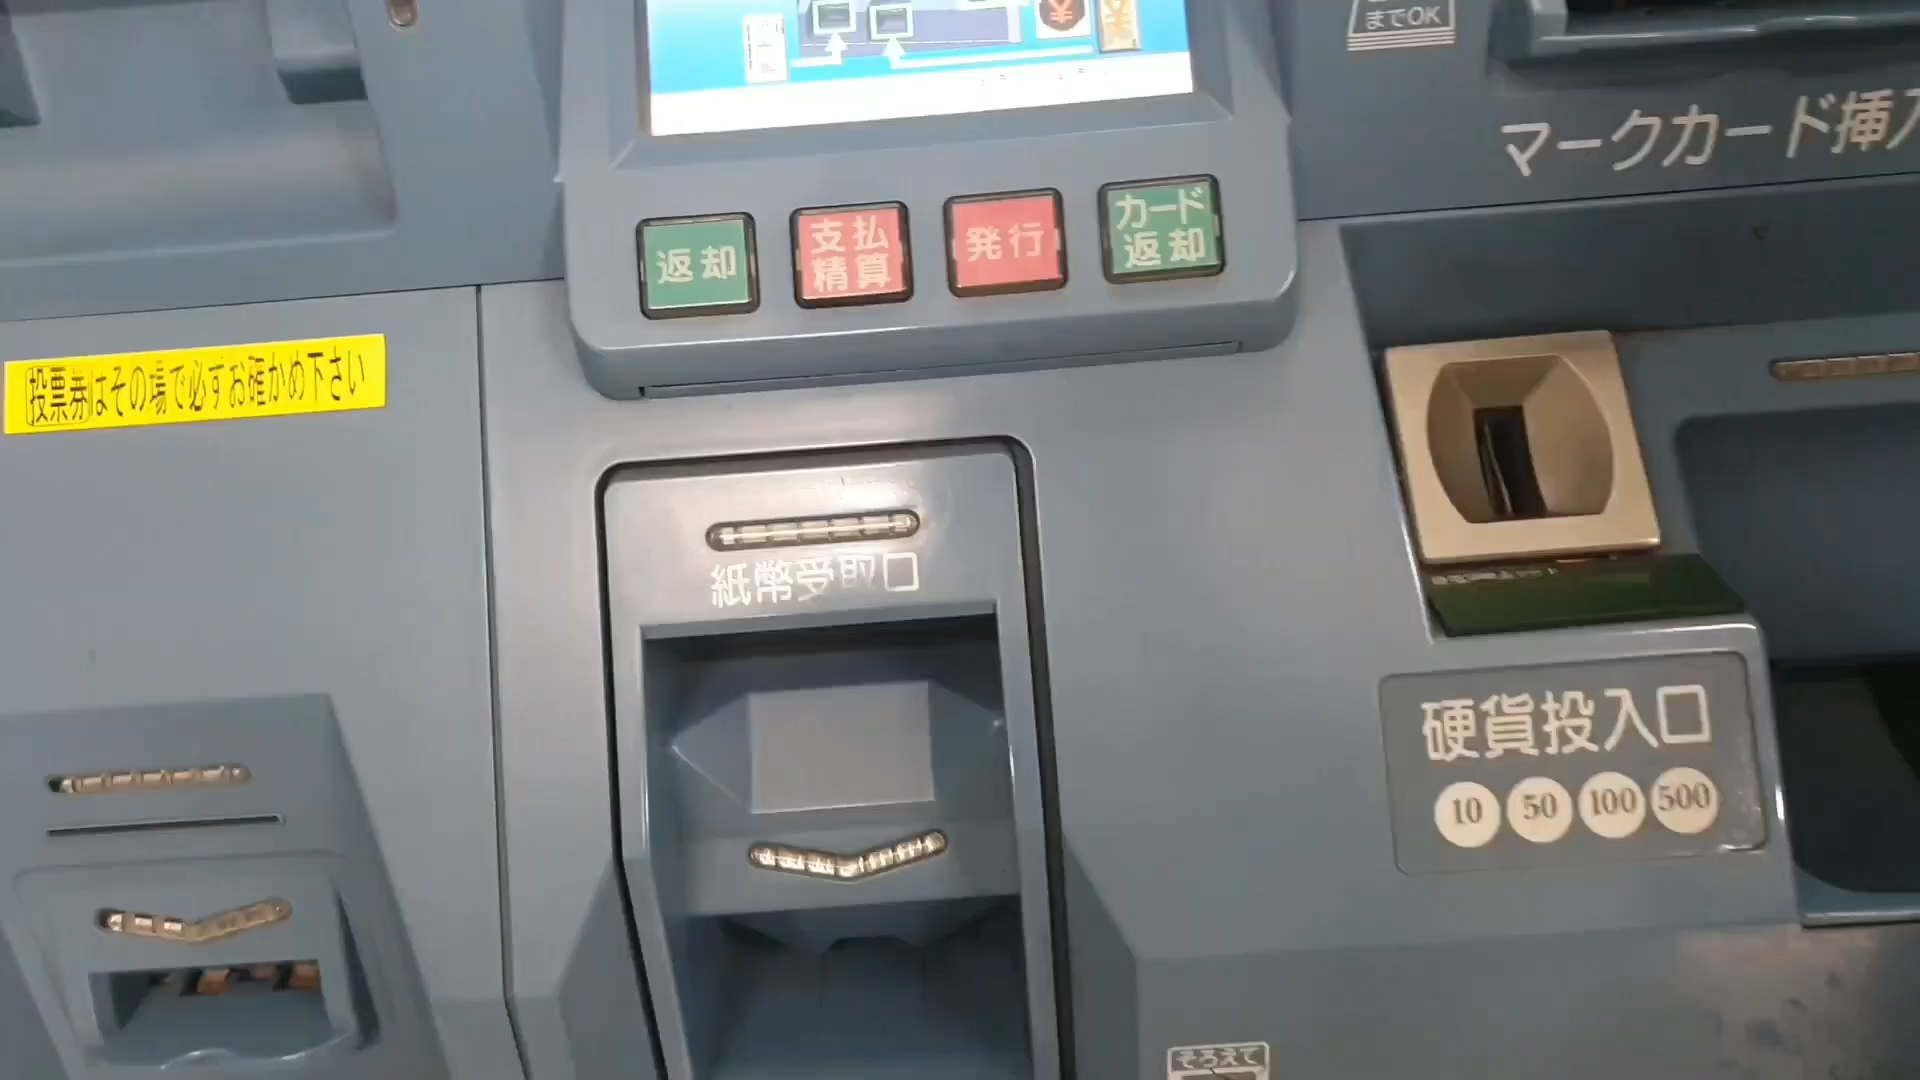 までOK
マークカード挿入
返却
支払
精算
発行
カード
返却
投票券はその場で必ずお確かめ下さい
紙幣受取口
硬貨投入口
10 50 100 500
そろえて